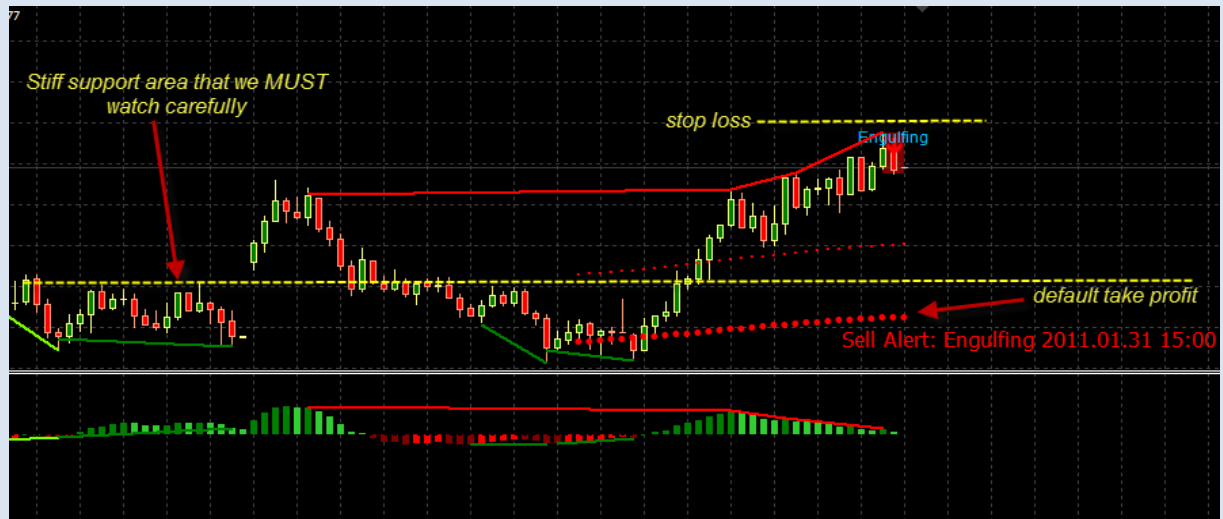 77
Stiff support area that we MUST
watch carefully
stop loss
Engulfing
default take profit
Sell Alert: Engulfing 2011.01.31 15:00